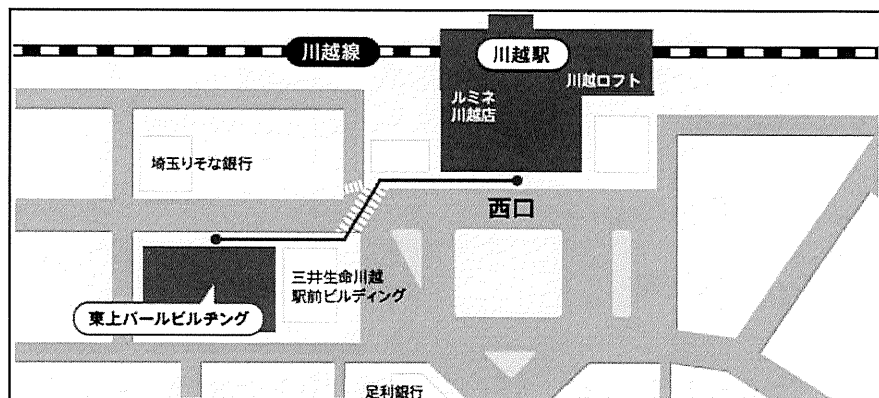 川越線
川越駅
川越ロフト
ルミネ
川越店
埼玉りそな銀行
西口
三井生命川越
駅前ビルディング
東上パールビルヂング
足利銀行